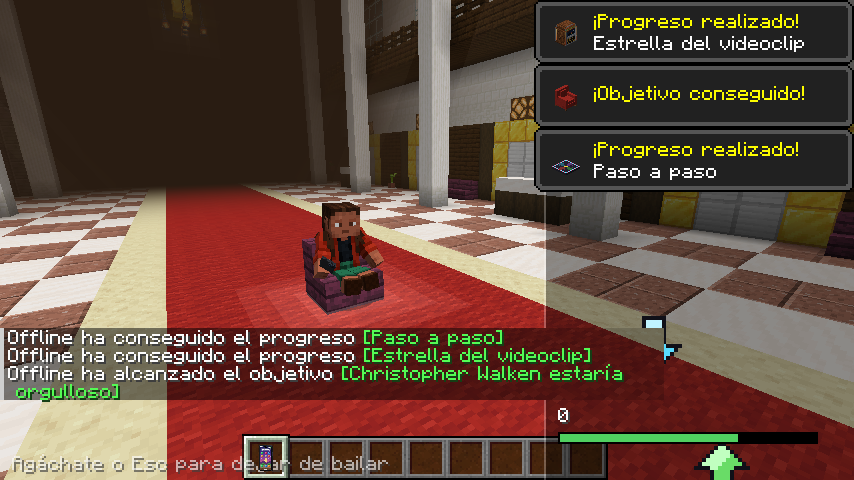 ¡Progreso realizado!
Estrella del videoclip
¡Objetivo conseguido!
¡Progreso realizado!
Paso a paso
Offline ha conseguido el progreso [Paso a paso]
Offline ha conseguido el progreso [Estrella del videoclip]
Offline ha alcanzado el objetivo [Christopher Walken estaría
orgulloso]
0
Agáchate o Esc para dejar de bailar